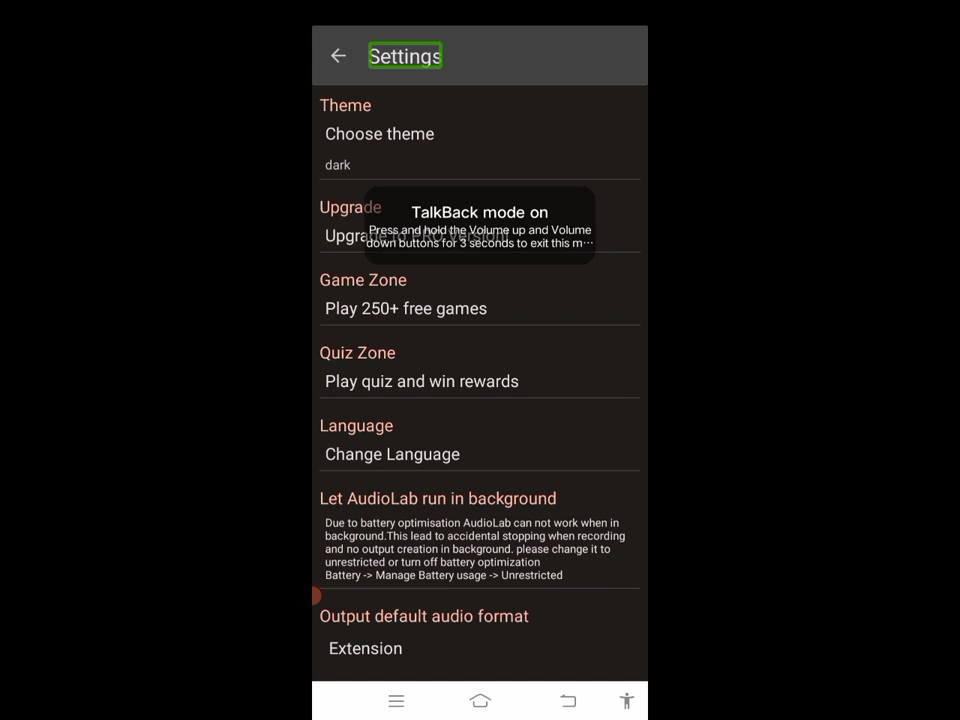 Settings
Theme
Choose theme
dark
Upgrade
Upgrade to PRO Version!
TalkBack mode on
Press and hold the Volume up and Volume
down buttons for 3 seconds to exit this m···
Game Zone
Play 250+ free games
Quiz Zone
Play quiz and win rewards
Language
Change Language
Let AudioLab run in background
Due to battery optimisation AudioLab can not work when in
background.This lead to accidental stopping when recording
and no output creation in background. please change it to
unrestricted or turn off battery optimization
Battery -> Manage Battery usage -> Unrestricted
Output default audio format
Extension